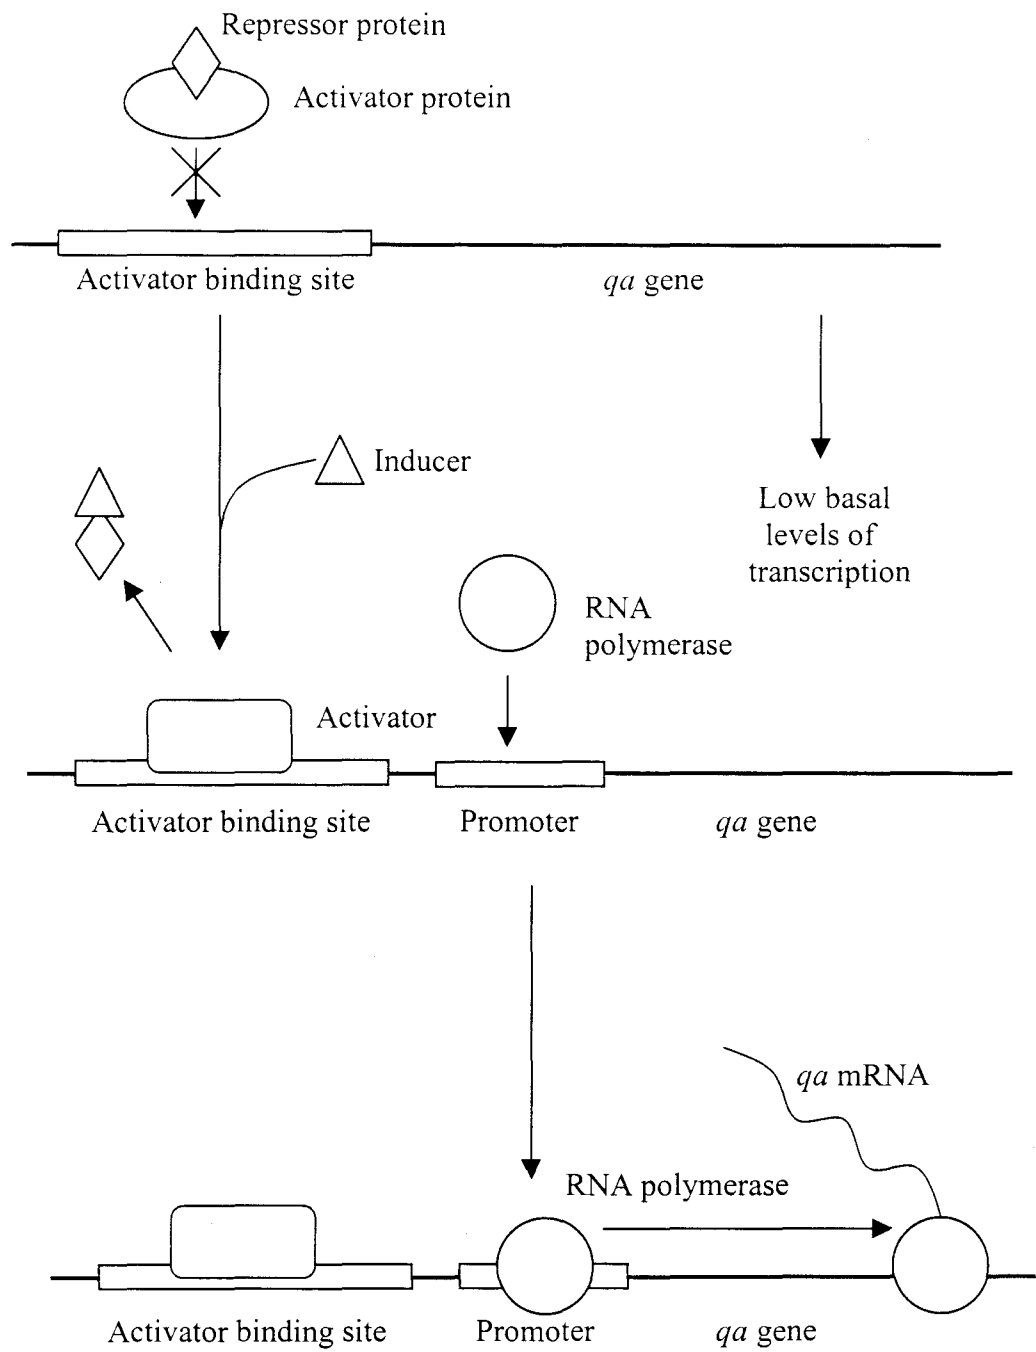 Repressor protein
Activator protein
Activator binding site
qa gene
Inducer
Low basal
levels of
transcription
RNA
polymerase
Activator
Activator binding site
Promoter
qa gene
qa mRNA
RNA polymerase
Activator binding site
Promoter
qa gene